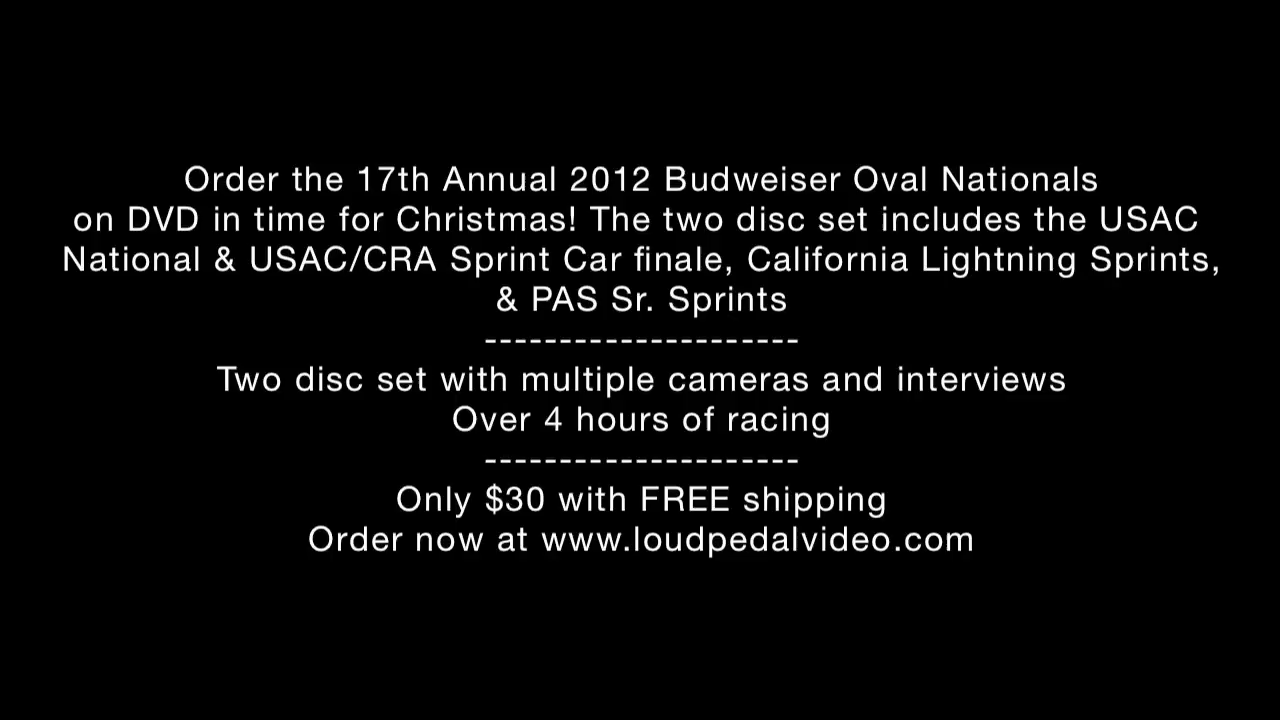 Order the 17th Annual 2012 Budweiser Oval Nationals
on DVD in time for Christmas! The two disc set includes the USAC
National & USAC/CRA Sprint Car finale, California Lightning Sprints,
& PAS Sr. Sprints
---------------------
Two disc set with multiple cameras and interviews
Over 4 hours of racing
---------------------
Only $30 with FREE shipping
Order now at www.loudpedalvideo.com